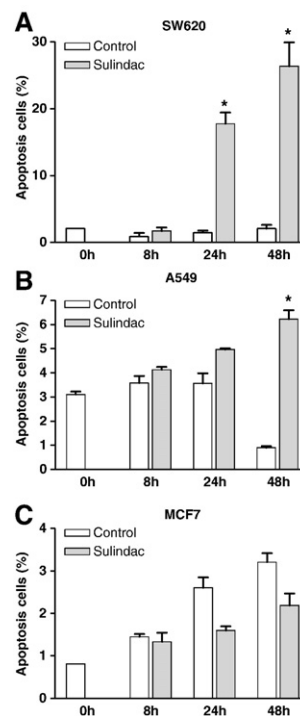 A
SW620
Apoptosis cells (%)
30
20
10
0
Control
Sulindac
*
*
0h 8h 24h 48h
B
A549
Apoptosis cells (%)
7
6
5
4
3
2
1
0
Control
Sulindac
*
0h 8h 24h 48h
C
MCF7
Apoptosis cells (%)
4
3
2
1
0
Control
Sulindac
0h 8h 24h 48h